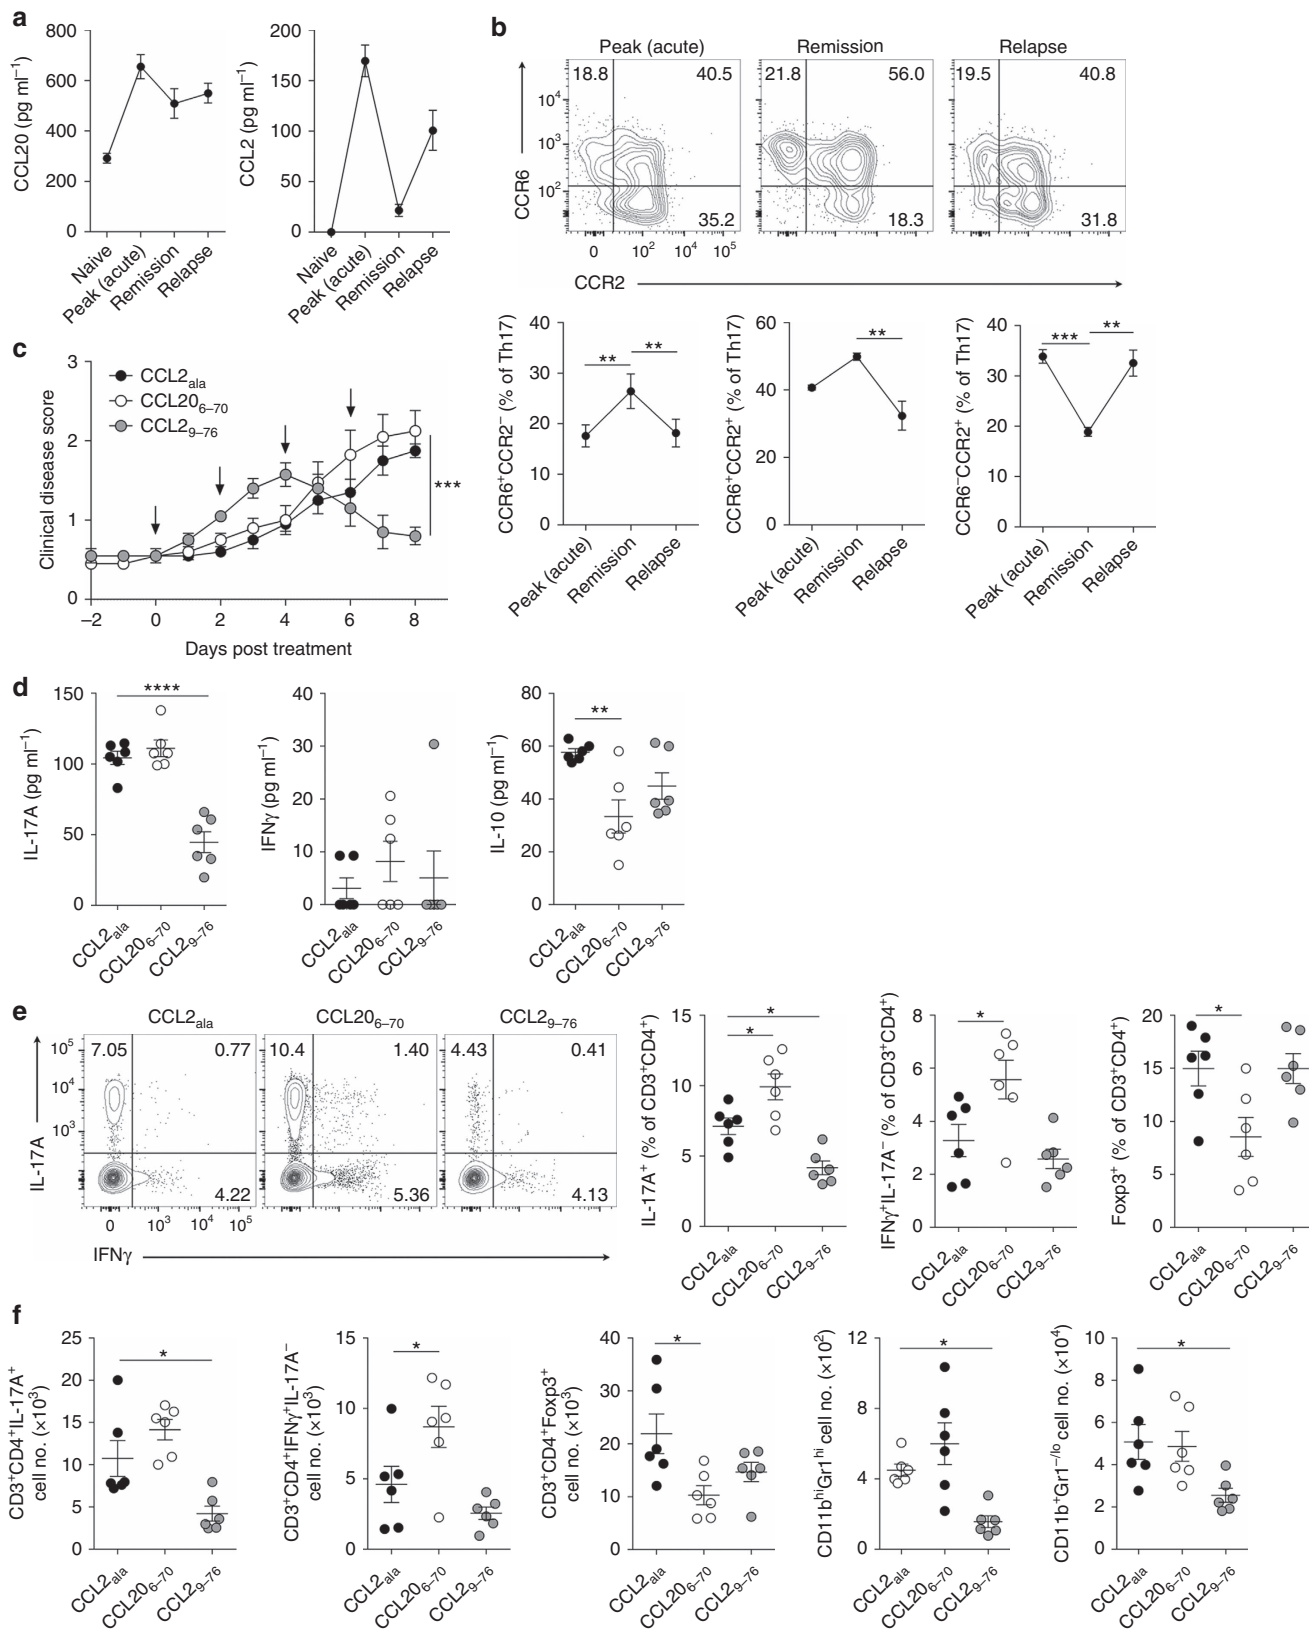 a
CCL20 (pg ml⁻¹)
800
600
400
200
0
Naive
Peak (acute)
Remission
Relapse
CCL2 (pg ml⁻¹)
200
150
100
50
0
Naive
Peak (acute)
Remission
Relapse
b
Peak (acute)
Remission
Relapse
18.8
40.5
21.8
56.0
19.5
40.8
10⁴
10³
10²
CCR6
35.2
18.3
31.8
0
10²
10⁴
10⁵
CCR2
CCR6⁺CCR2⁻ (% of Th17)
40
30
20
10
0
**
**
Peak (acute)
Remission
Relapse
CCR6⁺CCR2⁺ (% of Th17)
60
40
20
0
**
Peak (acute)
Remission
Relapse
CCR6⁻CCR2⁺ (% of Th17)
40
30
20
10
0
***
**
Peak (acute)
Remission
Relapse
c
Clinical disease score
3
2
1
0
CCL2ala
CCL206–70
CCL29–76
***
−2
0
2
4
6
8
Days post treatment
d
IL-17A (pg ml⁻¹)
150
100
50
0
****
CCL2ala
CCL206–70
CCL29–76
IFNγ (pg ml⁻¹)
40
30
20
10
0
CCL2ala
CCL206–70
CCL29–76
IL-10 (pg ml⁻¹)
80
60
40
20
0
**
CCL2ala
CCL206–70
CCL29–76
e
CCL2ala
CCL206–70
CCL29–76
7.05
0.77
10.4
1.40
4.43
0.41
10⁵
10⁴
10³
IL-17A
4.22
5.36
4.13
0
10³
10⁴
10⁵
IFNγ
IL-17A⁺ (% of CD3⁺CD4⁺)
15
10
5
0
*
*
CCL2ala
CCL206–70
CCL29–76
IFNγ⁺IL-17A⁻ (% of CD3⁺CD4⁺)
8
6
4
2
0
*
CCL2ala
CCL206–70
CCL29–76
Foxp3⁺ (% of CD3⁺CD4⁺)
20
15
10
5
0
*
CCL2ala
CCL206–70
CCL29–76
f
CD3⁺CD4⁺IL-17A⁺
cell no. (×10³)
25
20
15
10
5
0
*
CCL2ala
CCL206–70
CCL29–76
CD3⁺CD4⁺IFNγ⁺IL-17A⁻
cell no. (×10³)
15
10
5
0
*
CCL2ala
CCL206–70
CCL29–76
CD3⁺CD4⁺Foxp3⁺
cell no. (×10³)
40
30
20
10
0
*
CCL2ala
CCL206–70
CCL29–76
CD11bʰⁱGr1ʰⁱ cell no. (×10²)
12
8
4
0
*
CCL2ala
CCL206–70
CCL29–76
CD11b⁺Gr1⁻/ˡᵒ cell no. (×10⁴)
10
8
6
4
2
0
*
CCL2ala
CCL206–70
CCL29–76